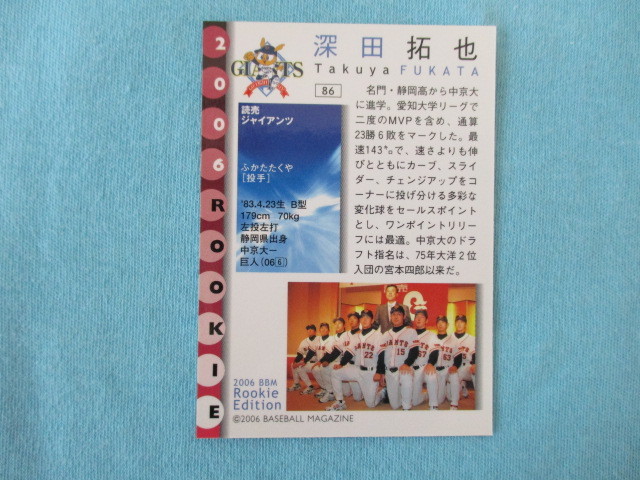 2006 ROOKIE
GIANTS
深田 拓也
Takuya FUKATA
86
読売
ジャイアンツ
ふかたたくや
[投手]
'83.4.23生 B型
179cm 70kg
左投左打
静岡県出身
中京大―
巨人(06⑥)
名門・静岡高から中京大
に進学。愛知大学リーグで
二度のMVPを含め、通算
23勝6敗をマークした。最
速143㌔で、速さよりも伸
びとともにカーブ、スライ
ダー、チェンジアップをコ
ーナーに投げ分ける多彩な
変化球をセールスポイント
とし、ワンポイントリリー
フには最適。中京大のドラ
フト指名は、75年大洋2位
入団の宮本四郎以来だ。
22
15
67
63
2006 BBM
Rookie
Edition
©2006 BASEBALL MAGAZINE